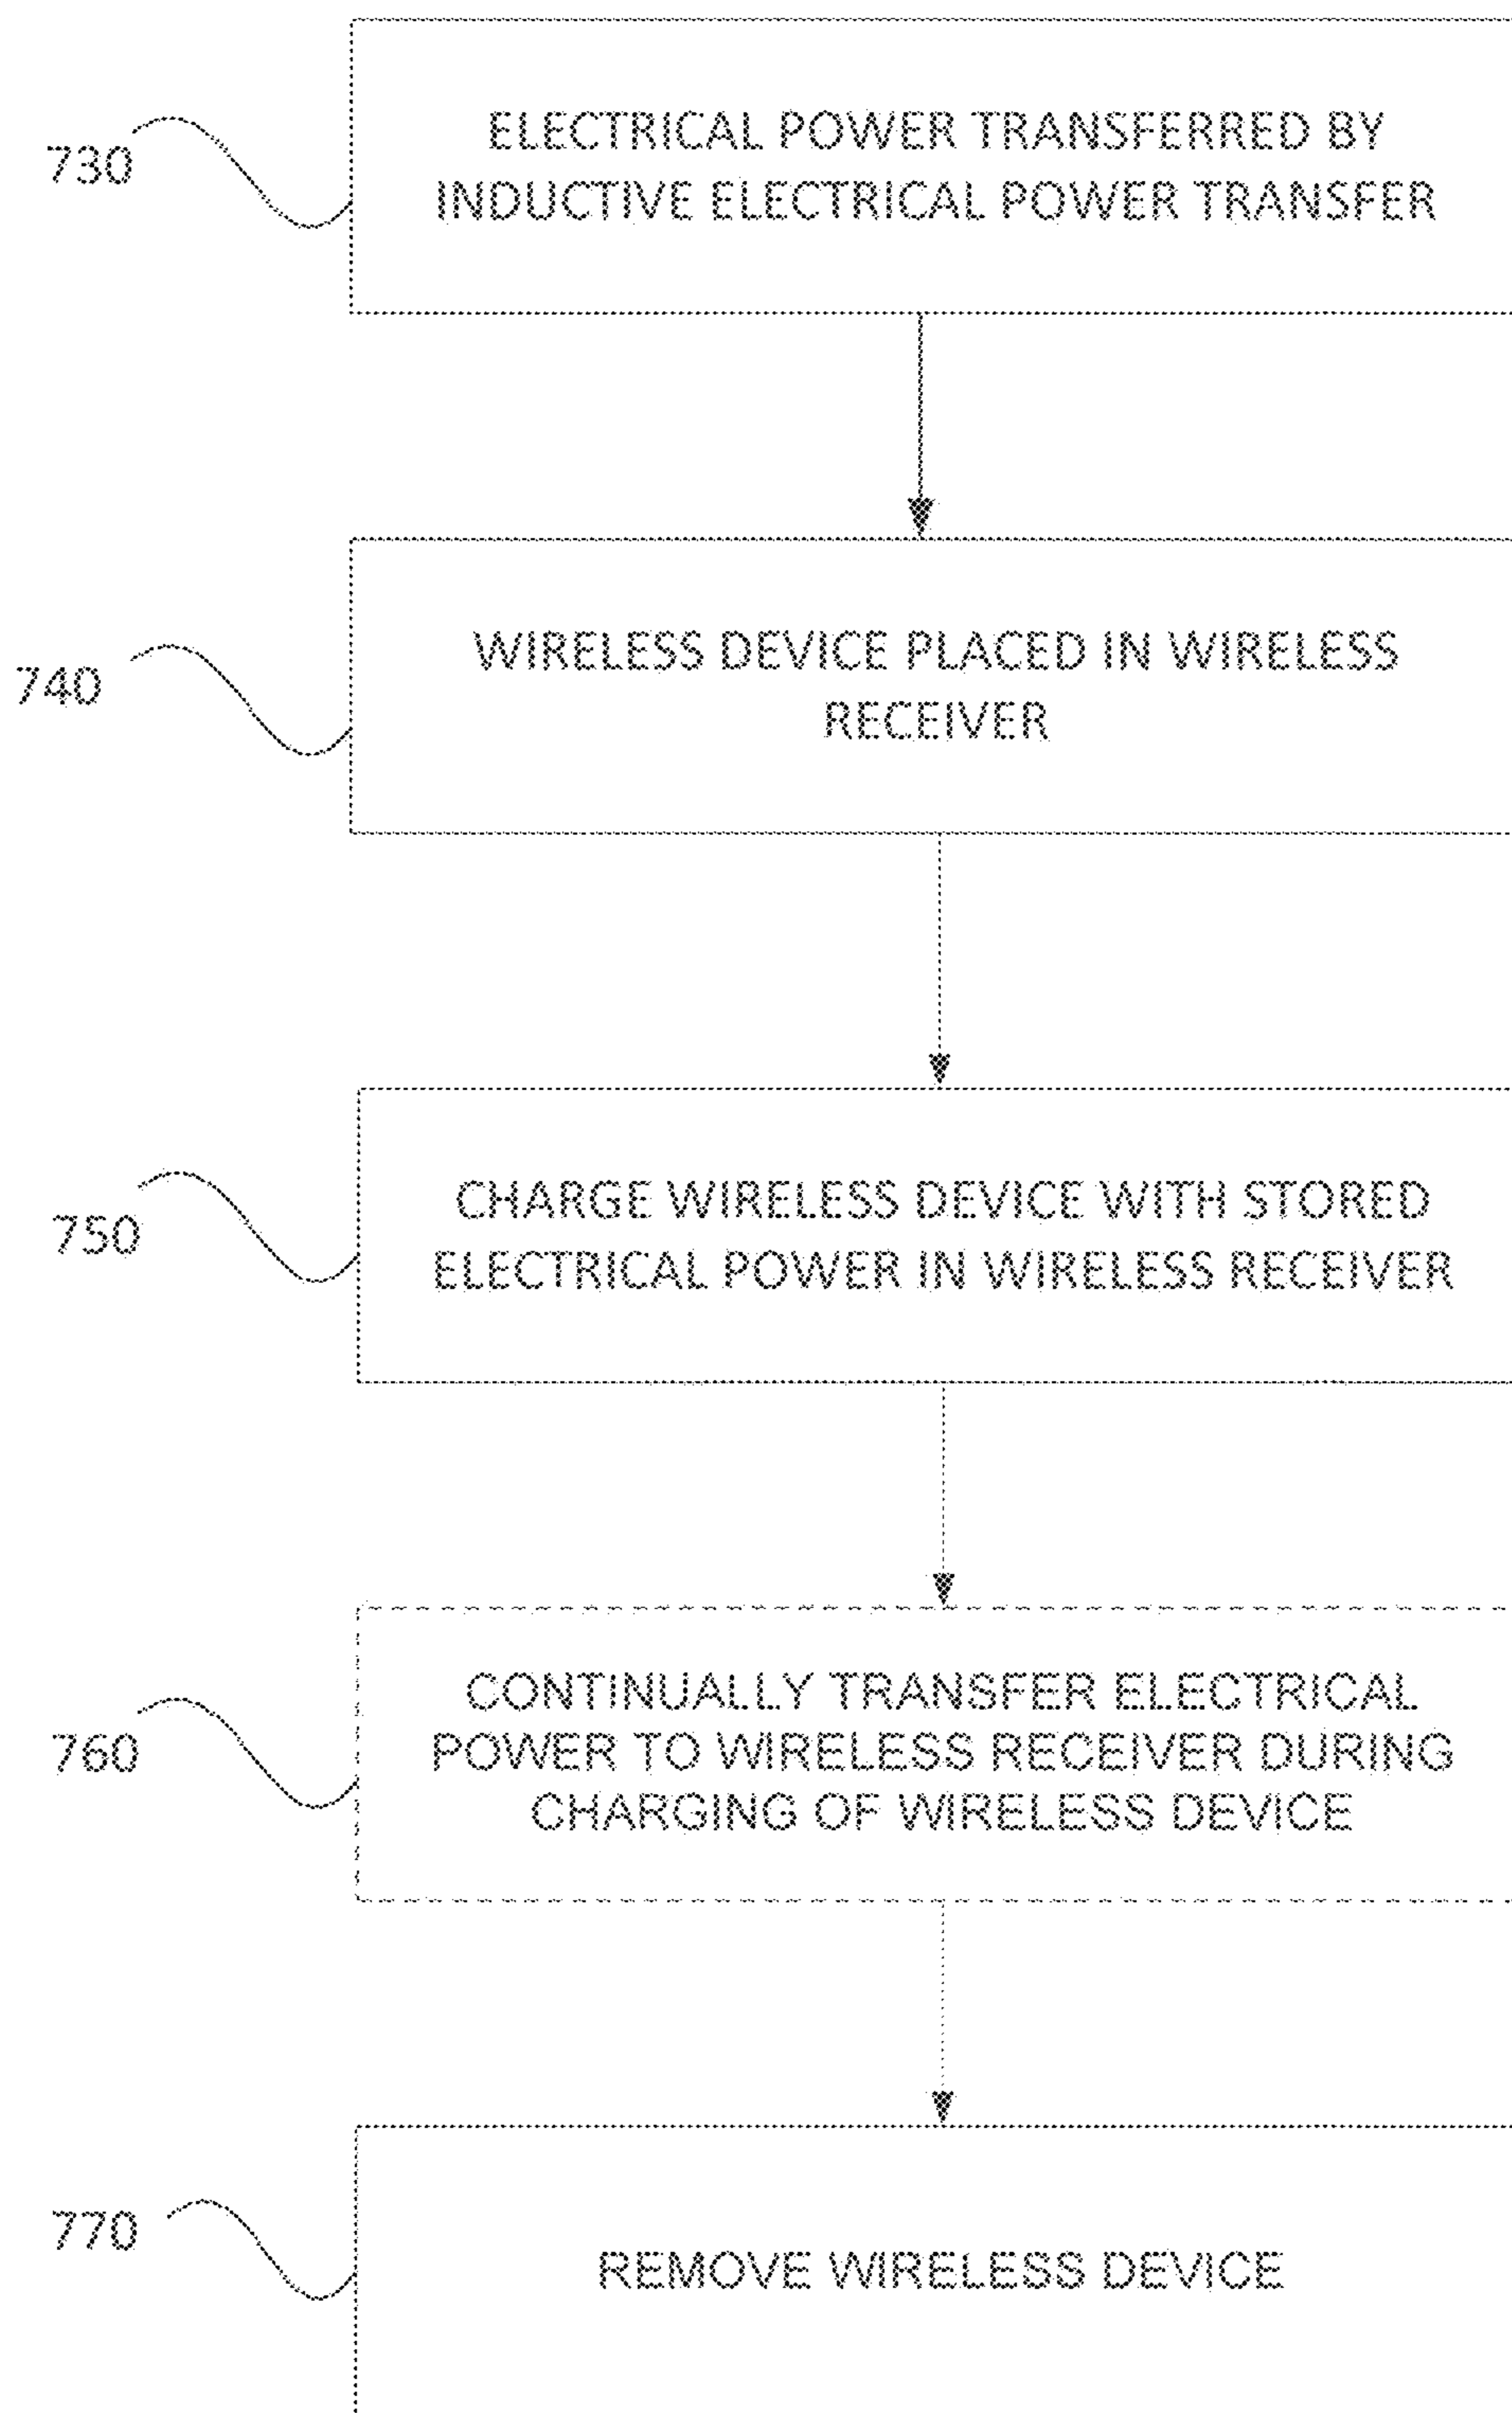 730
ELECTRICAL POWER TRANSFERRED BY
INDUCTIVE ELECTRICAL POWER TRANSFER
740
WIRELESS DEVICE PLACED IN WIRELESS
RECEIVER
750
CHARGE WIRELESS DEVICE WITH STORED
ELECTRICAL POWER IN WIRELESS RECEIVER
760
CONTINUALLY TRANSFER ELECTRICAL
POWER TO WIRELESS RECEIVER DURING
CHARGING OF WIRELESS DEVICE
770
REMOVE WIRELESS DEVICE